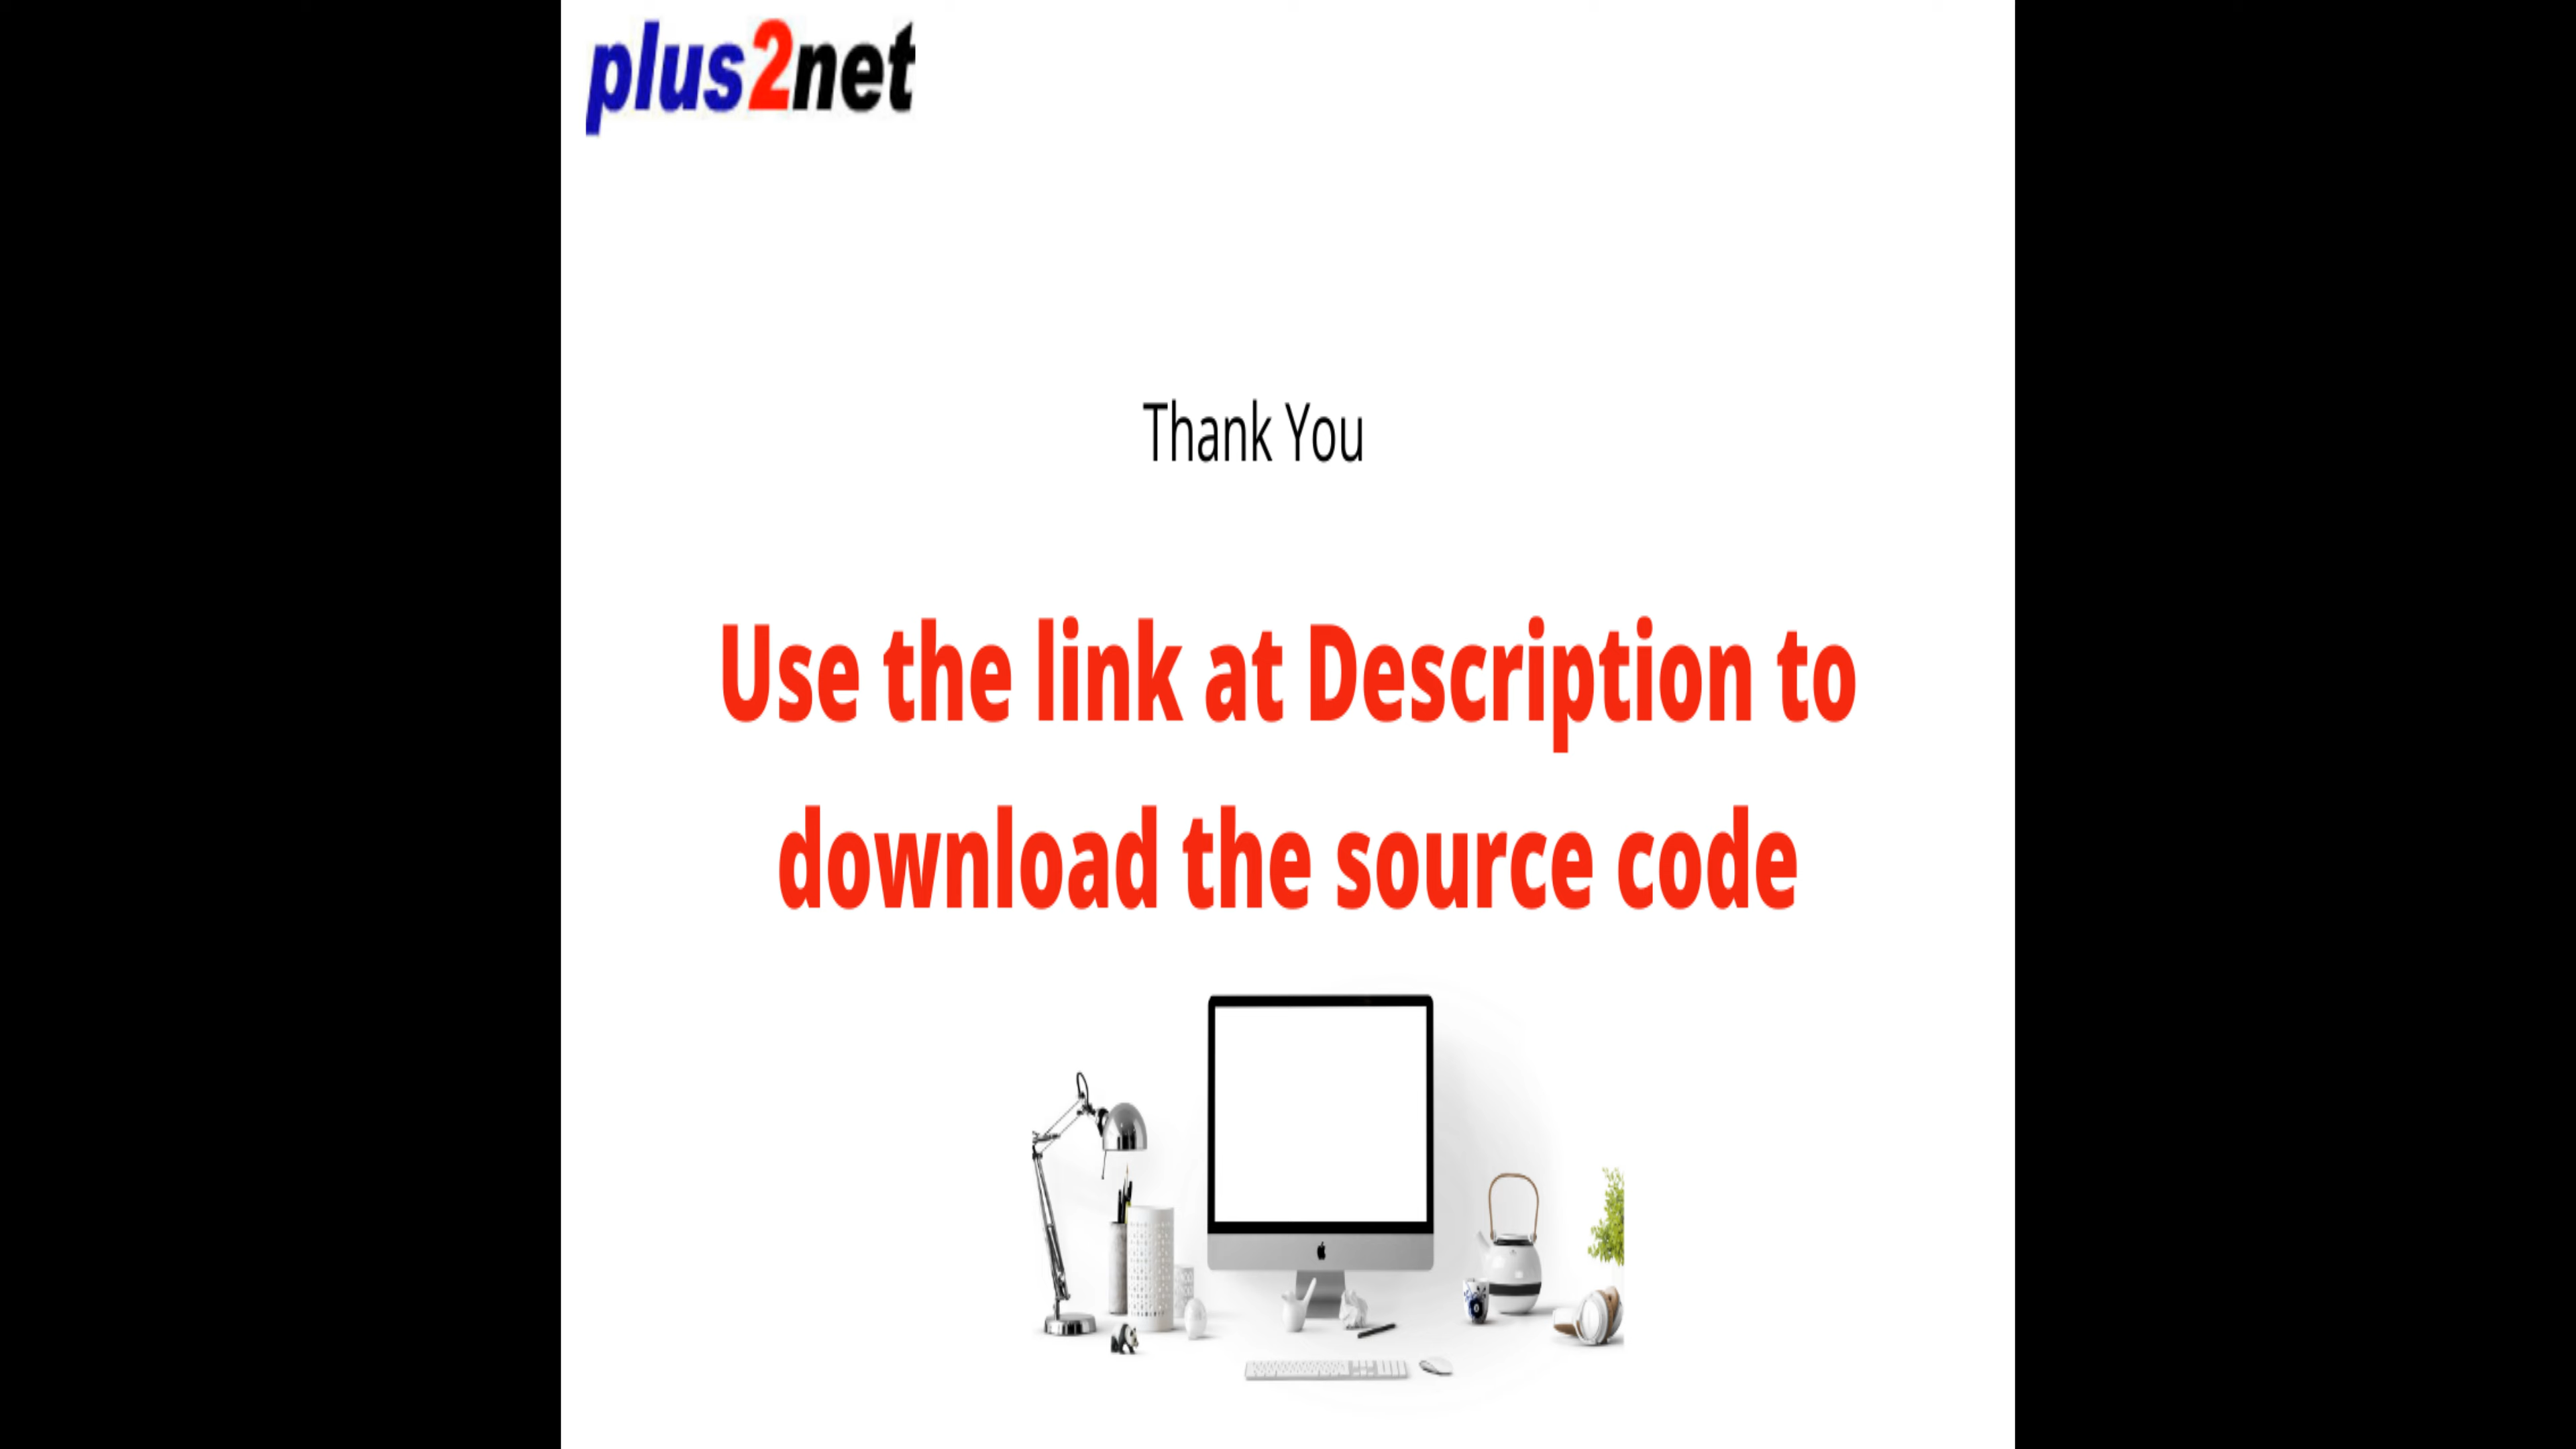 plus2net
Thank You
Use the link at Description to
download the source code